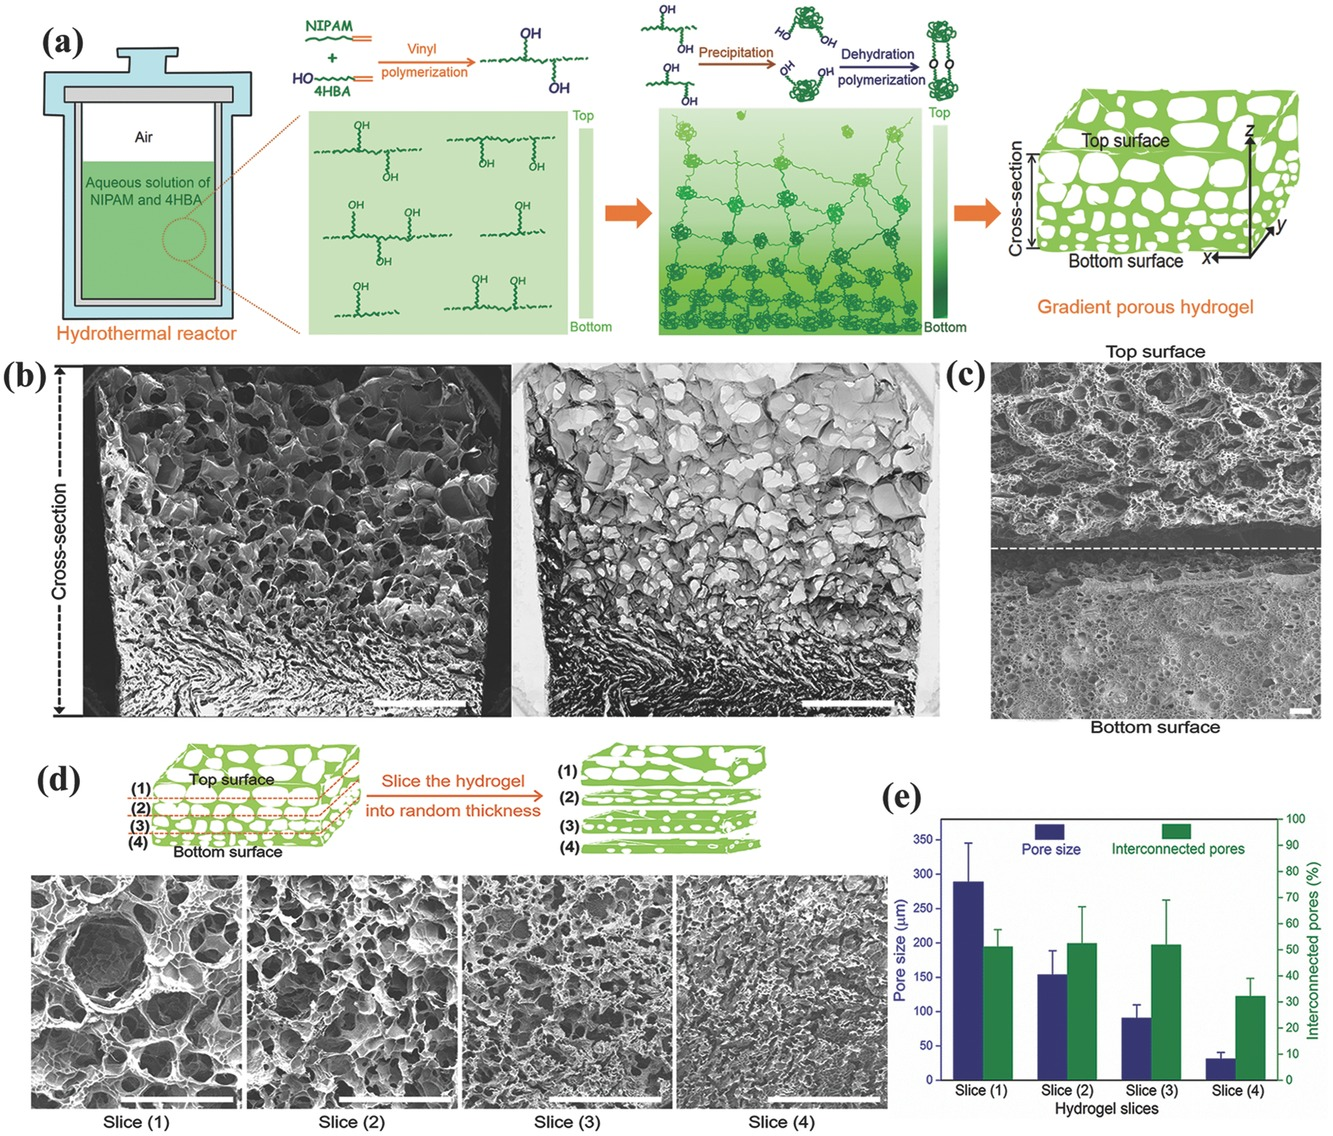 (a)
Air
Aqueous solution of
NIPAM and 4HBA
Hydrothermal reactor
NIPAM
+
HO
4HBA
Vinyl
polymerization
OH
OH
OH
OH
OH
OH
Precipitation
HO
OH
OH
OH
Dehydration
polymerization
O
O
Top
OH
OH
OH
OH
OH
OH
OH
OH
OH
OH
OH
Bottom
Top
Bottom
Cross-section
Top surface
Bottom surface
z
y
x
Gradient porous hydrogel
(b)
Cross-section
(c)
Top surface
Bottom surface
(d)
Top surface
(1)
(2)
(3)
(4)
Bottom surface
Slice the hydrogel
into random thickness
(1)
(2)
(3)
(4)
Slice (1)
Slice (2)
Slice (3)
Slice (4)
(e)
Pore size
Interconnected pores
Pore size (μm)
350
300
250
200
150
100
50
0
100
90
80
70
60
50
40
30
20
10
0
Interconnected pores (%)
Slice (1)
Slice (2)
Slice (3)
Slice (4)
Hydrogel slices